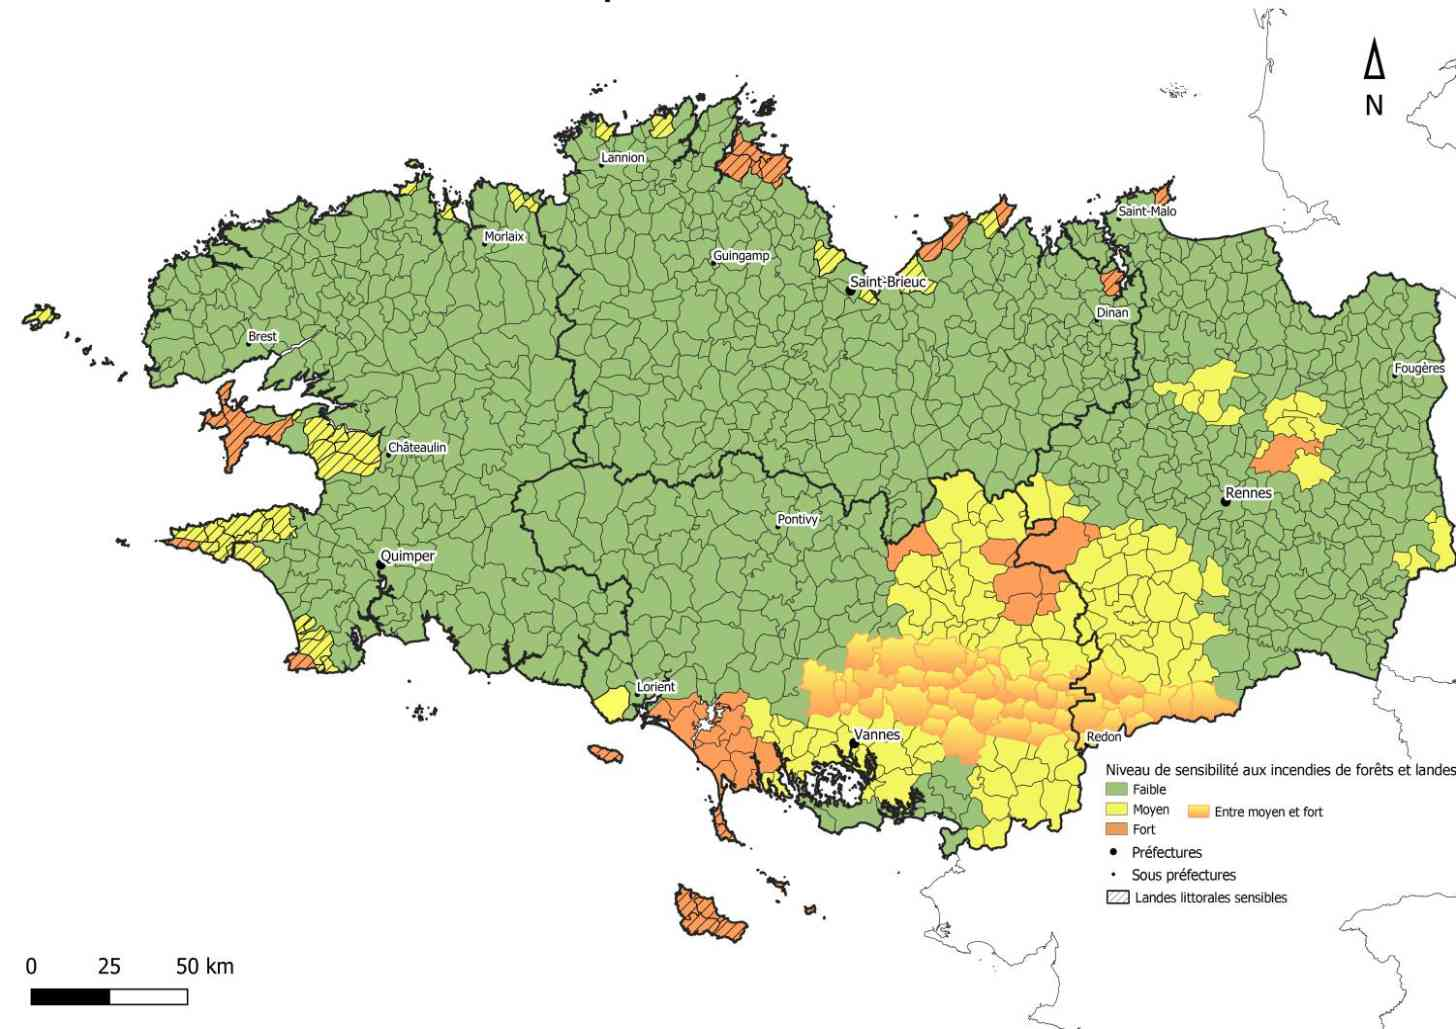 N
Lannion
Saint-Malo
Morlaix
Guingamp
Saint-Brieuc
Dinan
Brest
Fougères
Châteaulin
Rennes
Pontivy
Quimper
Lorient
Vannes
Redon
Niveau de sensibilité aux incendies de forêts et landes
Faible
Moyen
Entre moyen et fort
Fort
Préfectures
Sous préfectures
Landes littorales sensibles
0 25 50 km